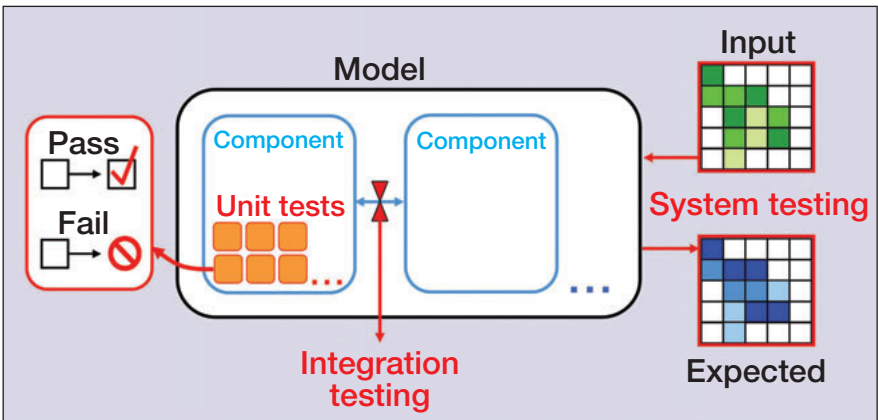 Model
Input
Pass
Fail
Component
Component
Unit tests
...
...
System testing
Integration
testing
Expected